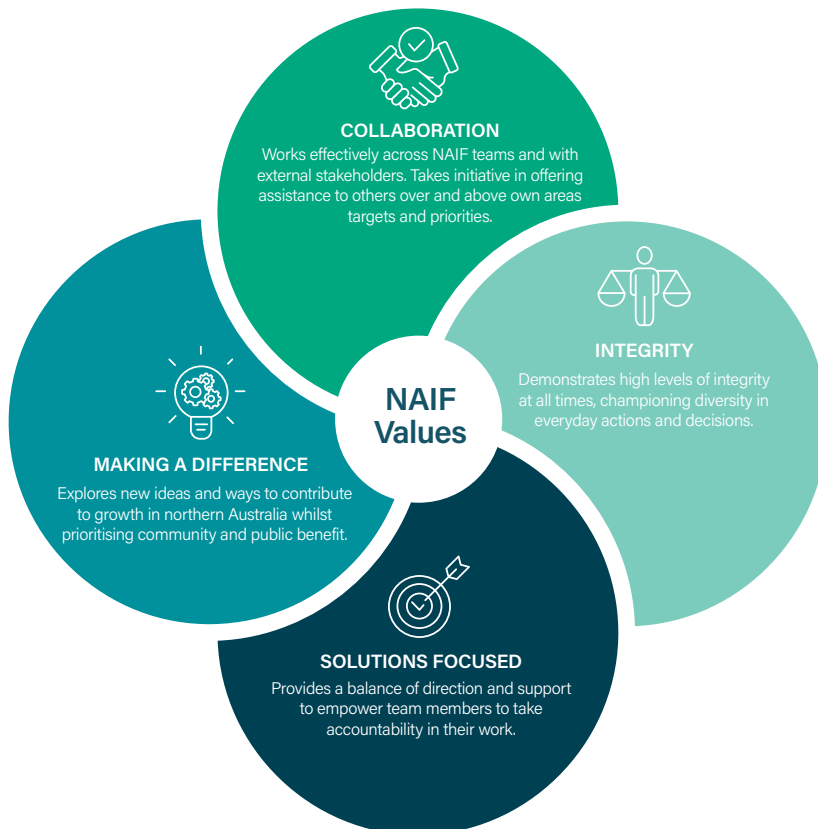 COLLABORATION
Works effectively across NAIF teams and with
external stakeholders. Takes initiative in offering
assistance to others over and above own areas
targets and priorities.
INTEGRITY
Demonstrates high levels of integrity
at all times, championing diversity in
everyday actions and decisions.
NAIF
Values
MAKING A DIFFERENCE
Explores new ideas and ways to contribute
to growth in northern Australia whilst
prioritising community and public benefit.
SOLUTIONS FOCUSED
Provides a balance of direction and support
to empower team members to take
accountability in their work.